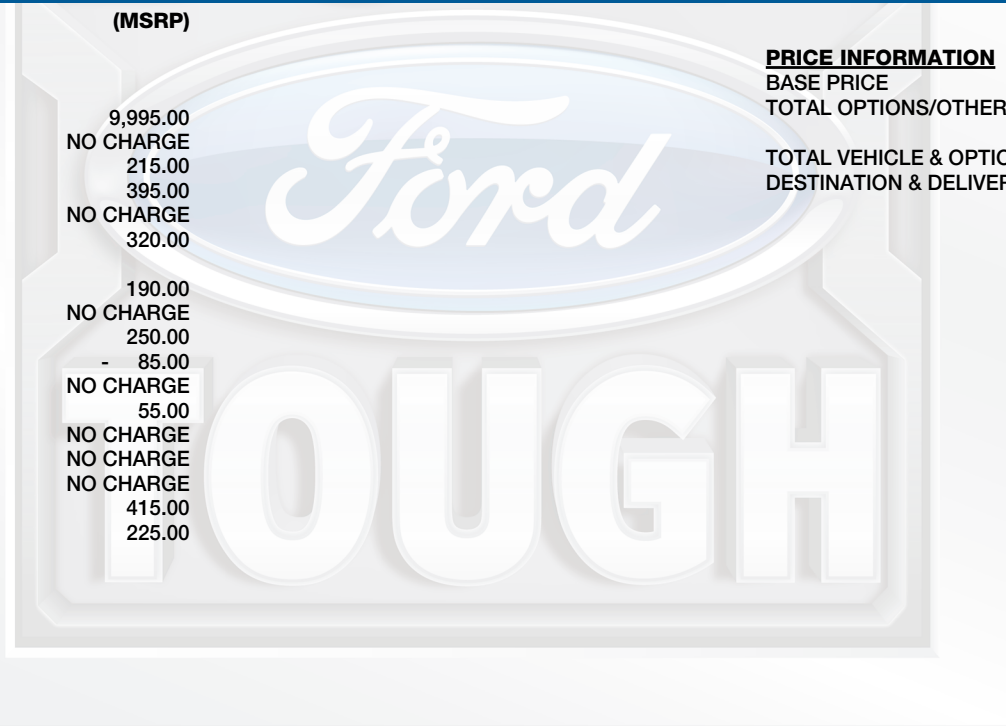 (MSRP)
9,995.00
NO CHARGE
215.00
395.00
NO CHARGE
320.00
190.00
NO CHARGE
250.00
- 85.00
NO CHARGE
55.00
NO CHARGE
NO CHARGE
NO CHARGE
415.00
225.00
PRICE INFORMATION
BASE PRICE
TOTAL OPTIONS/OTHER
TOTAL VEHICLE & OPTIO
DESTINATION & DELIVER
Ford
TOUGH